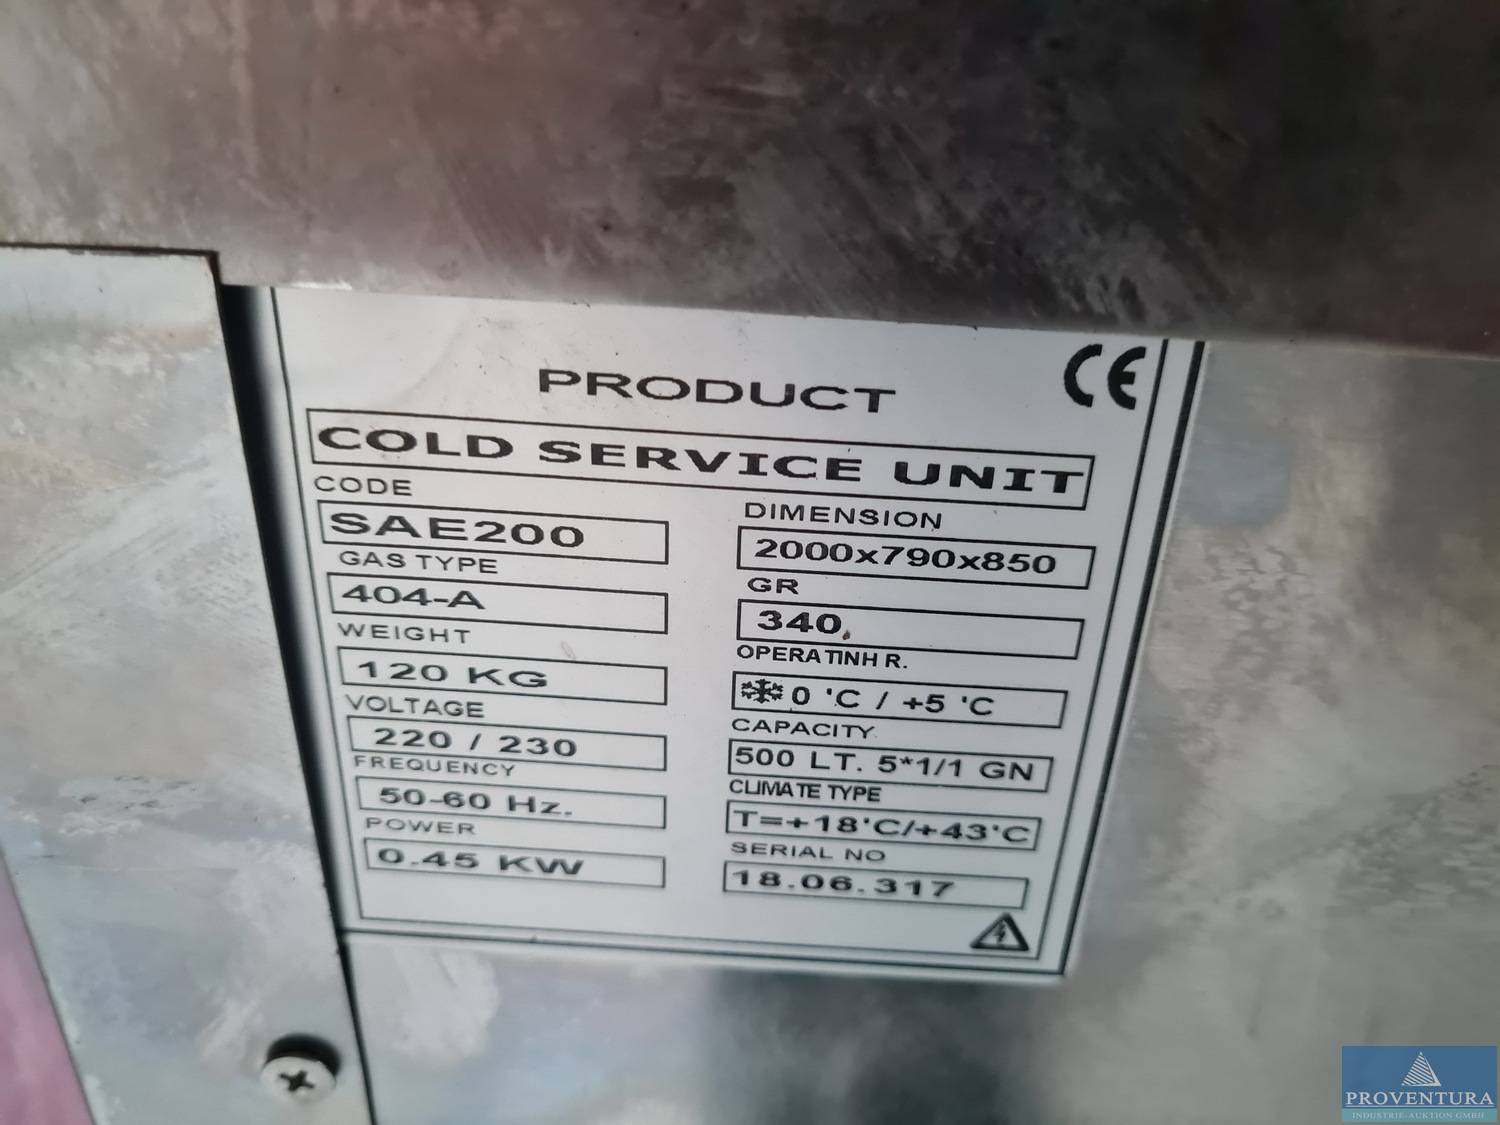 PRODUCT
CE
COLD SERVICE UNIT
CODE
SAE200
GAS TYPE
404-A
WEIGHT
120 KG
VOLTAGE
220 / 230
FREQUENCY
50-60 Hz.
POWER
0.45 KW
DIMENSION
2000x790x850
GR
340
OPERATINH R.
0 'C / +5 'C
CAPACITY
500 LT. 5*1/1 GN
CLIMATE TYPE
T=+18'C/+43'C
SERIAL NO
18.06.317
PROVENTURA
INDUSTRIE-AUKTION GMBH